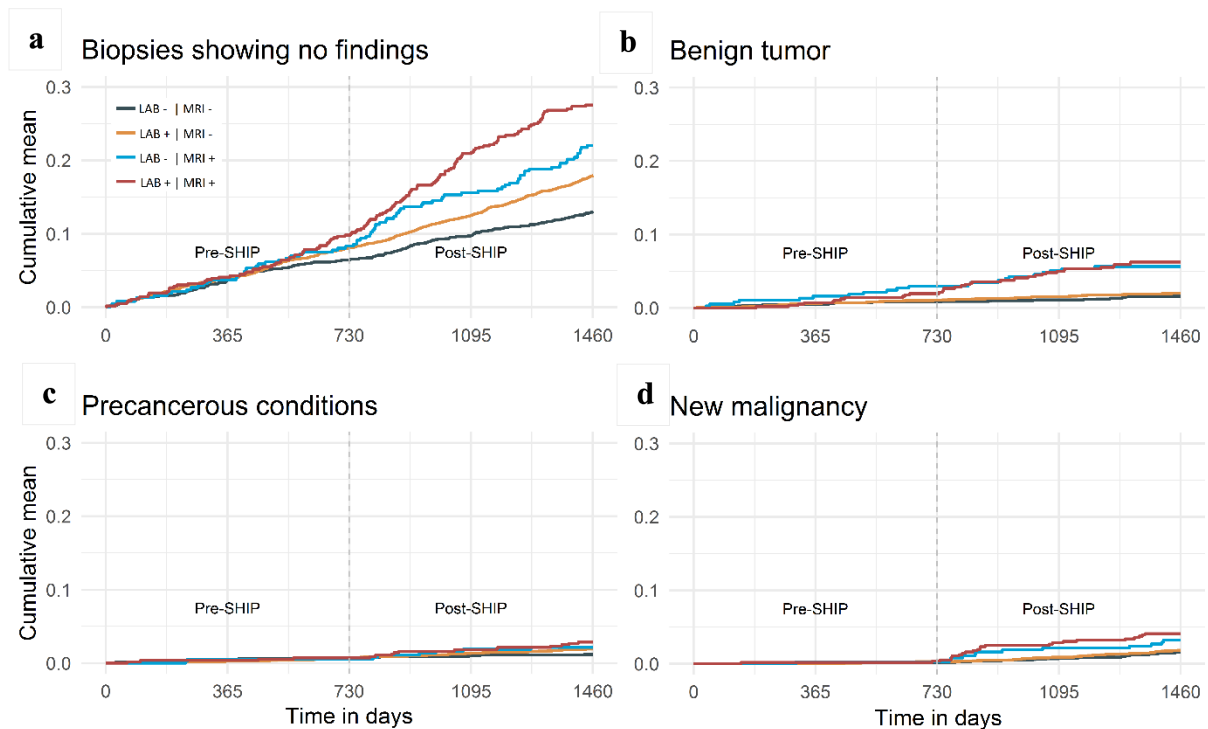 a Biopsies showing no findings
Cumulative mean
0.3
0.2
0.1
0.0
LAB - | MRI -
LAB + | MRI -
LAB - | MRI +
LAB + | MRI +
Pre-SHIP Post-SHIP
0 365 730 1095 1460
b Benign tumor
0.3
0.2
0.1
0.0
Pre-SHIP Post-SHIP
0 365 730 1095 1460
c Precancerous conditions
Cumulative mean
0.3
0.2
0.1
0.0
Pre-SHIP Post-SHIP
0 365 730 1095 1460
Time in days
d New malignancy
0.3
0.2
0.1
0.0
Pre-SHIP Post-SHIP
0 365 730 1095 1460
Time in days